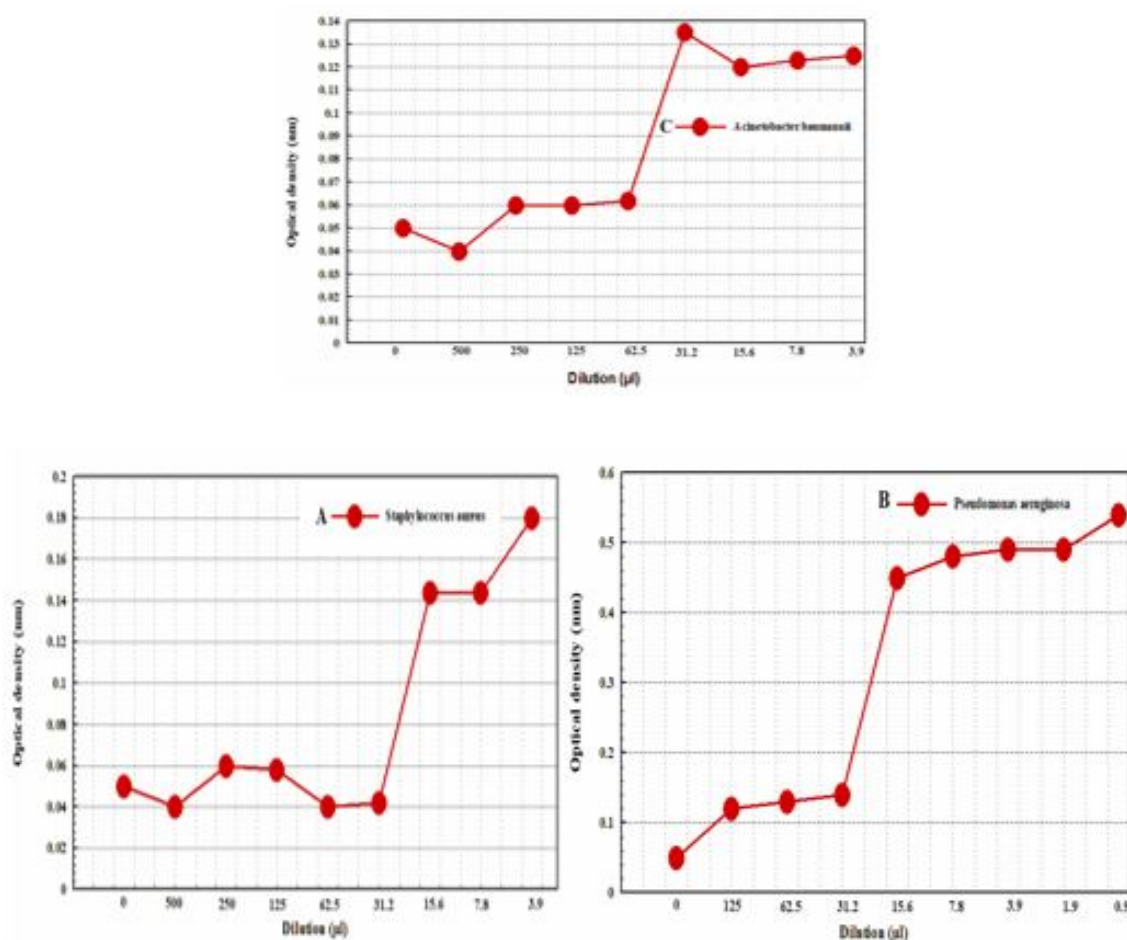 0.14
0.13
0.12
0.11
0.1
0.09
0.08
0.07
0.06
0.05
0.04
0.03
0.02
0.01
0
Optical density (nm)
C Acinetobacter baumannii
0 500 250 125 62.5 31.2 15.6 7.8 3.9
Dilution (µl)
0.2
0.18
0.16
0.14
0.12
0.1
0.08
0.06
0.04
0.02
0
Optical density (nm)
A Staphylococcus aureus
0 500 250 125 62.5 31.2 15.6 7.8 3.9
Dilution (µl)
0.6
0.5
0.4
0.3
0.2
0.1
0
Optical density (nm)
B Pseudomonas aeruginosa
0 125 62.5 31.2 15.6 7.8 3.9 1.9 0.9
Dilution (µl)